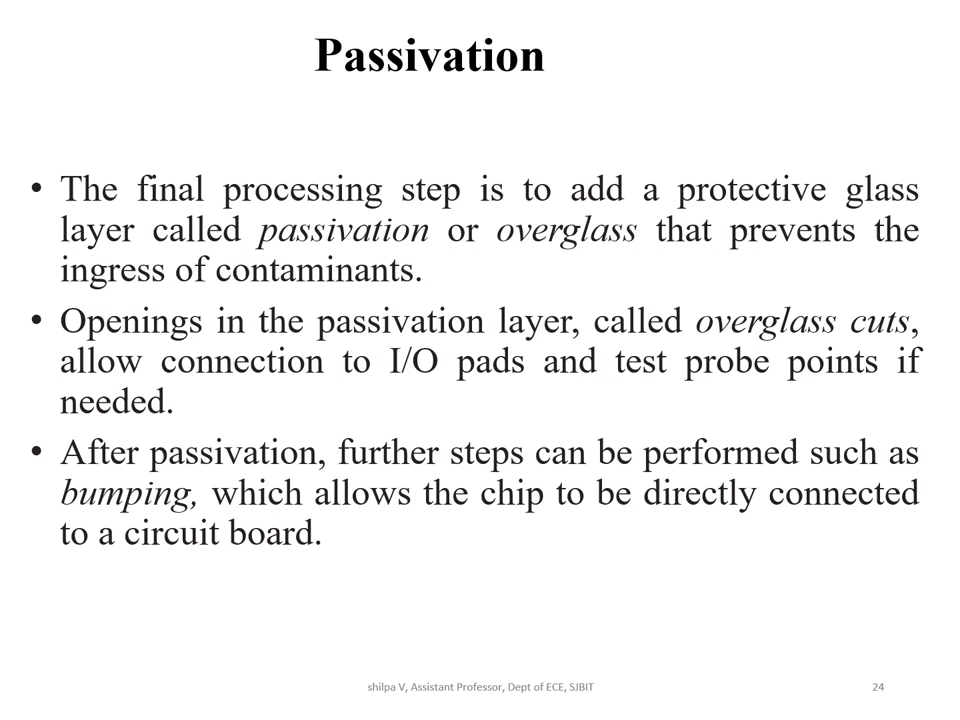 Passivation
• The final processing step is to add a protective glass
layer called passivation or overglass that prevents the
ingress of contaminants.
• Openings in the passivation layer, called overglass cuts,
allow connection to I/O pads and test probe points if
needed.
• After passivation, further steps can be performed such as
bumping, which allows the chip to be directly connected
to a circuit board.
shilpa V, Assistant Professor, Dept of ECE, SJBIT
24